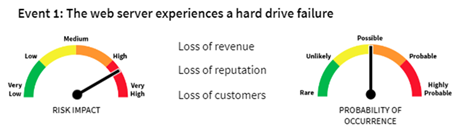 Event 1: The web server experiences a hard drive failure
Medium
Low
High
Very Low
Very High
RISK IMPACT
Loss of revenue
Loss of reputation
Loss of customers
Possible
Unlikely
Probable
Rare
Highly Probable
PROBABILITY OF
OCCURRENCE